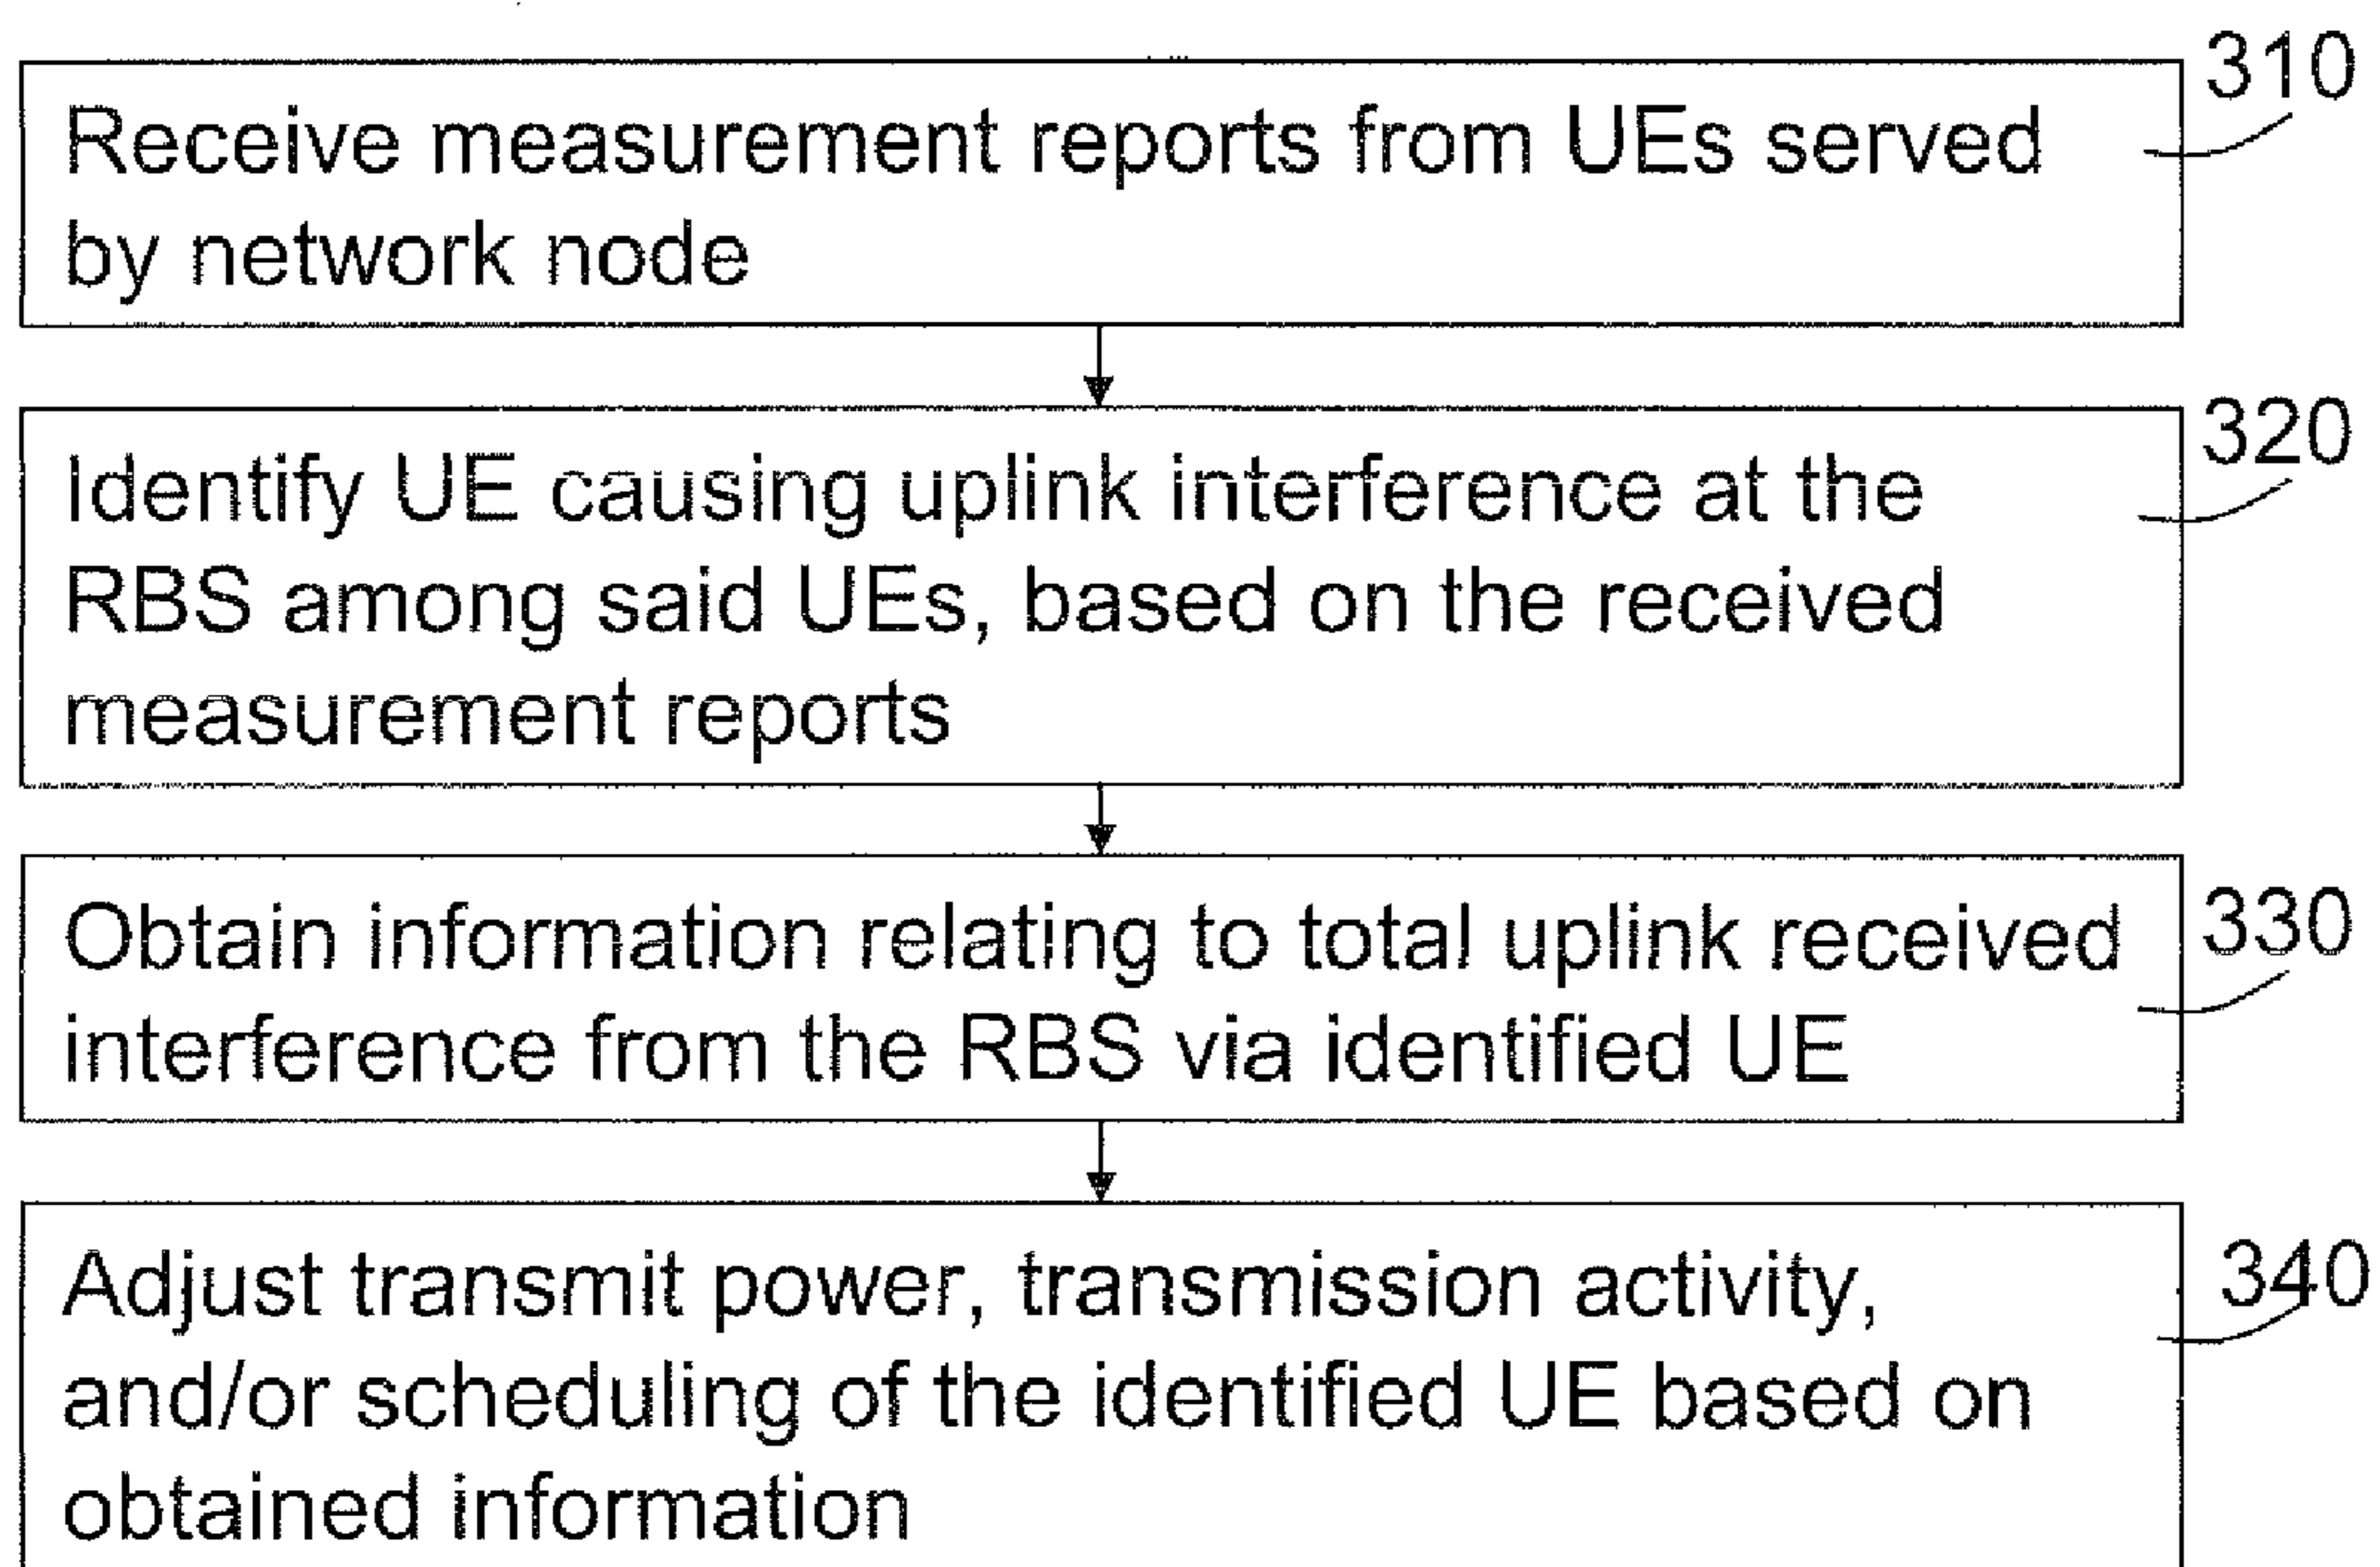 310
Receive measurement reports from UEs served
by network node
320
Identify UE causing uplink interference at the
RBS among said UEs, based on the received
measurement reports
330
Obtain information relating to total uplink received
interference from the RBS via identified UE
340
Adjust transmit power, transmission activity,
and/or scheduling of the identified UE based on
obtained information